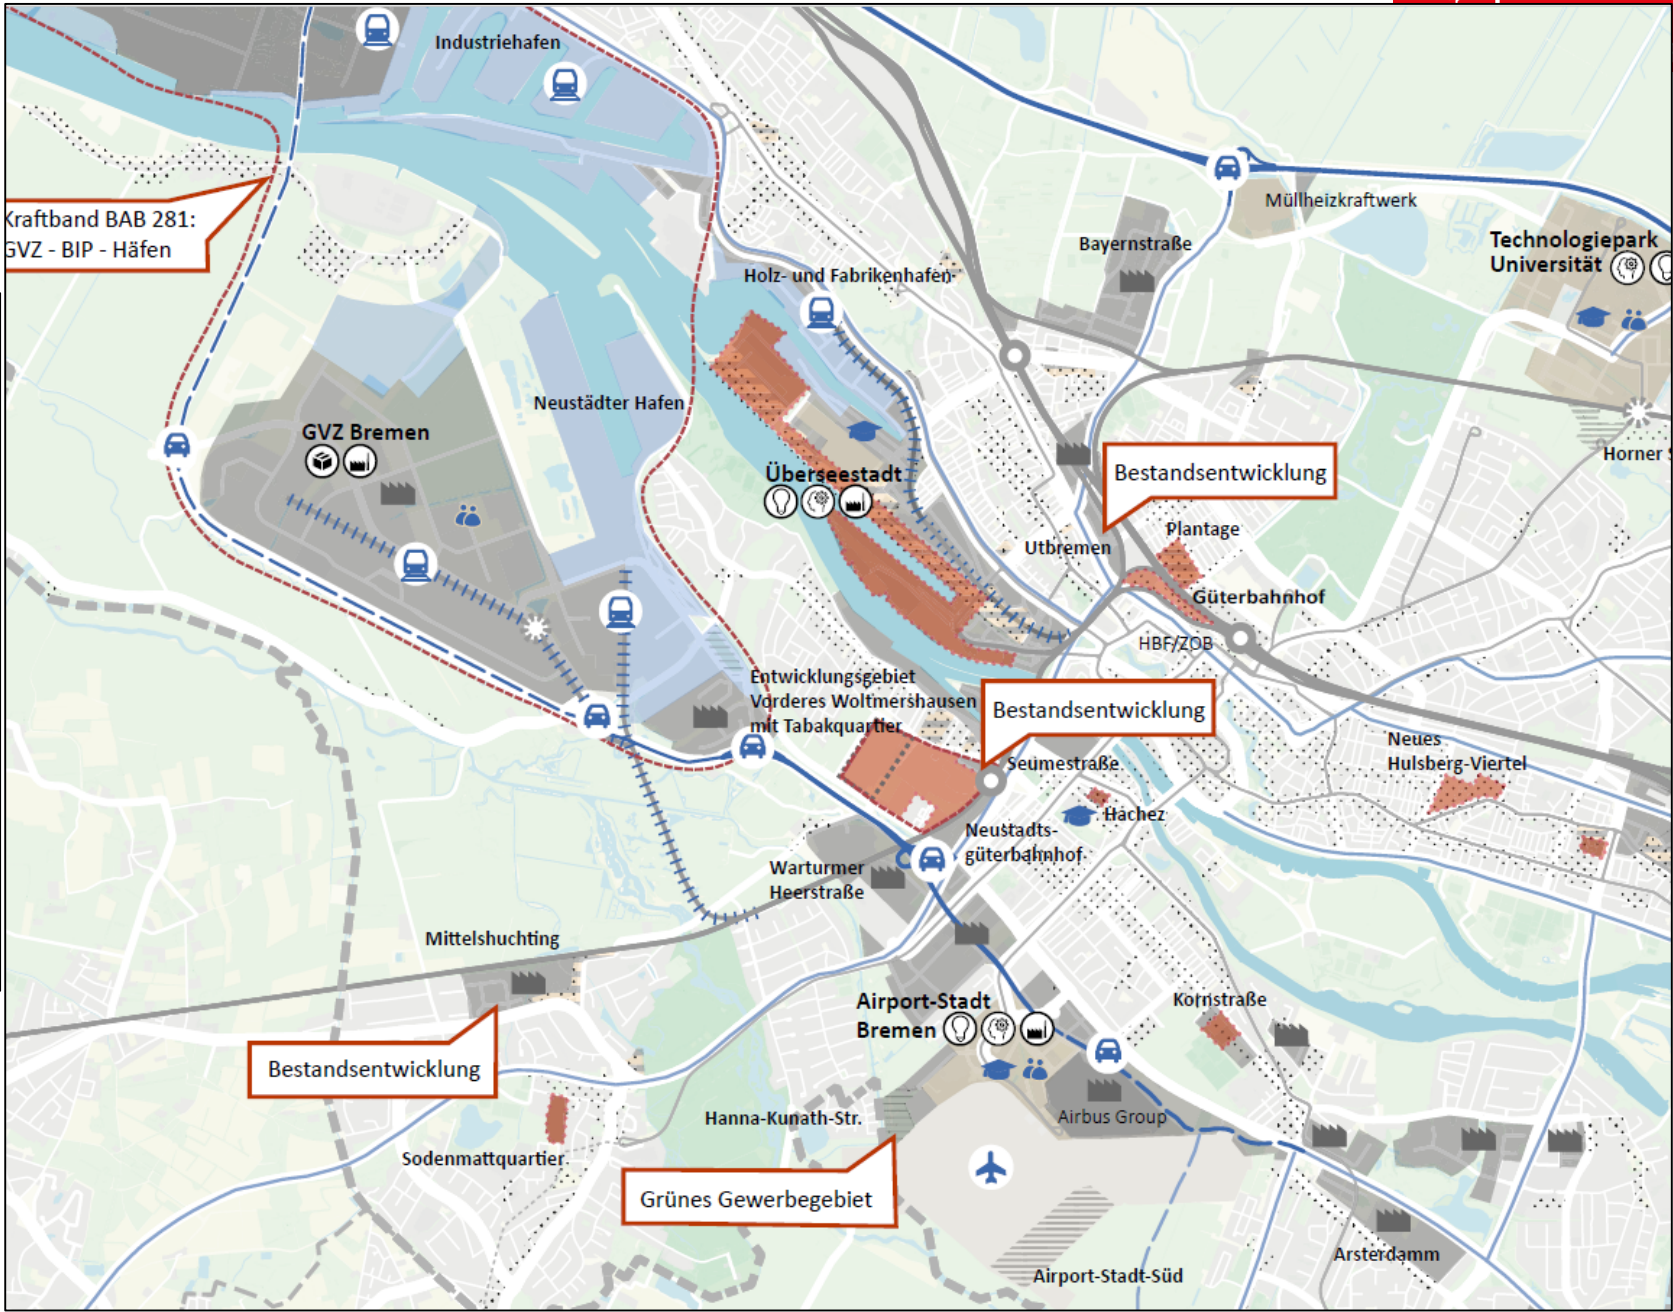 Industriehafen
Kraftband BAB 281:
GVZ - BIP - Häfen
Müllheizkraftwerk
Bayernstraße
Technologiepark
Universität
Holz- und Fabrikenhafen
Neustädter Hafen
GVZ Bremen
Überseestadt
Bestandsentwicklung
Horner
Plantage
Utbremen
Güterbahnhof
HBF/ZOB
Entwicklungsgebiet
Vorderes Woltmershausen
mit Tabakquartier
Bestandsentwicklung
Seumestraße
Neues
Hulsberg-Viertel
Hachez
Neustadts-
güterbahnhof
Warturmer
Heerstraße
Mittelshuchting
Airport-Stadt
Bremen
Kornstraße
Bestandsentwicklung
Hanna-Kunath-Str.
Airbus Group
Sodenmattquartier
Grünes Gewerbegebiet
Arsterdamm
Airport-Stadt-Süd